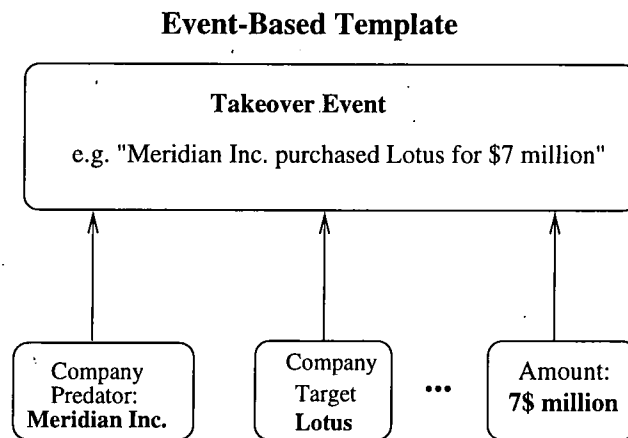 Event-Based Template
Takeover Event
e.g. "Meridian Inc. purchased Lotus for $7 million"
Company
Predator:
Meridian Inc.
Company
Target
Lotus
...
Amount:
7$ million